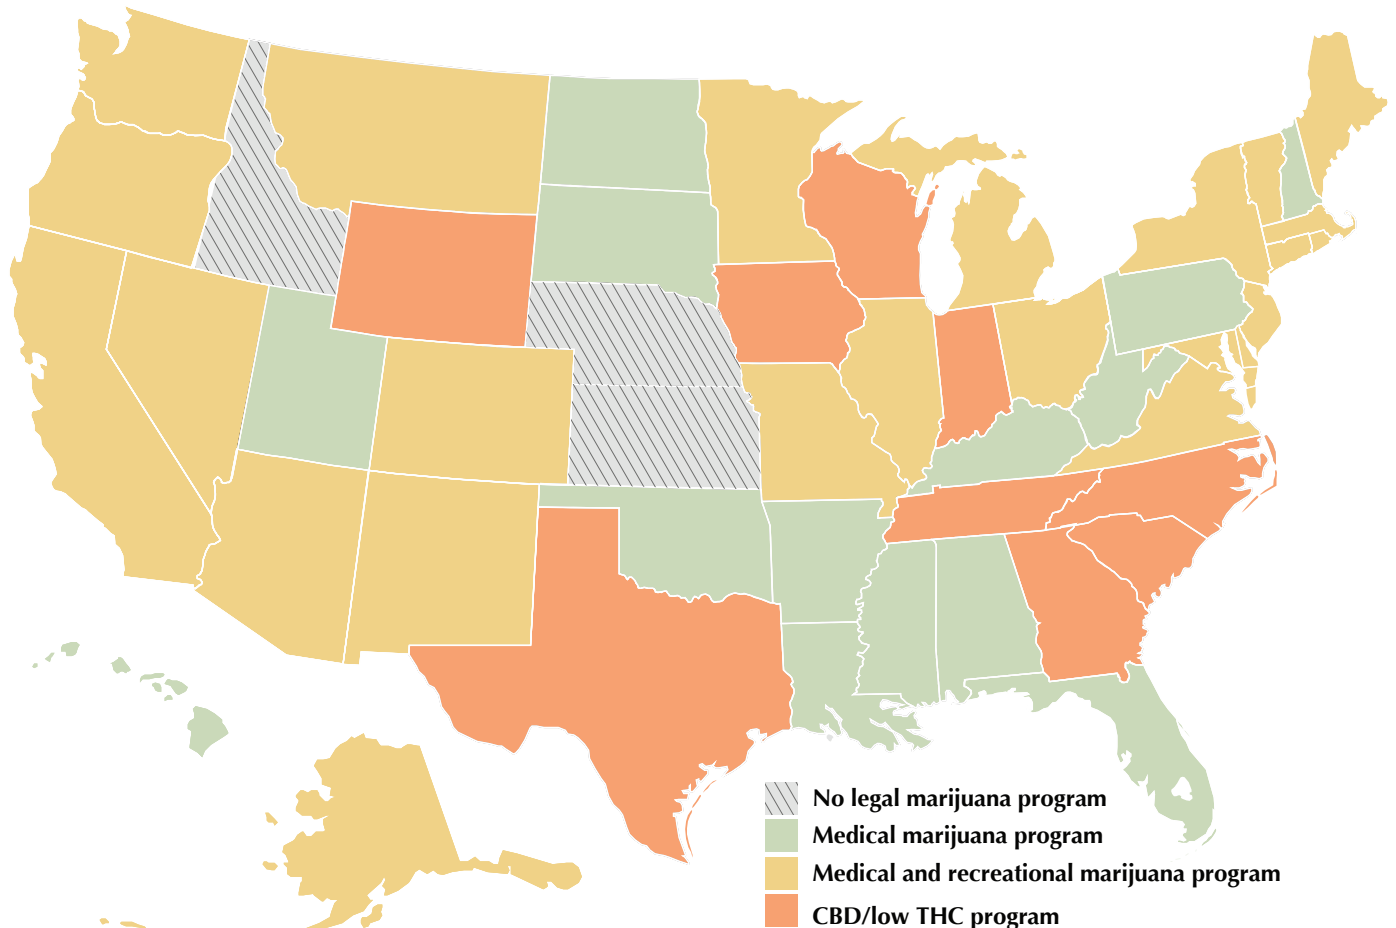 No legal marijuana program
Medical marijuana program
Medical and recreational marijuana program
CBD/low THC program